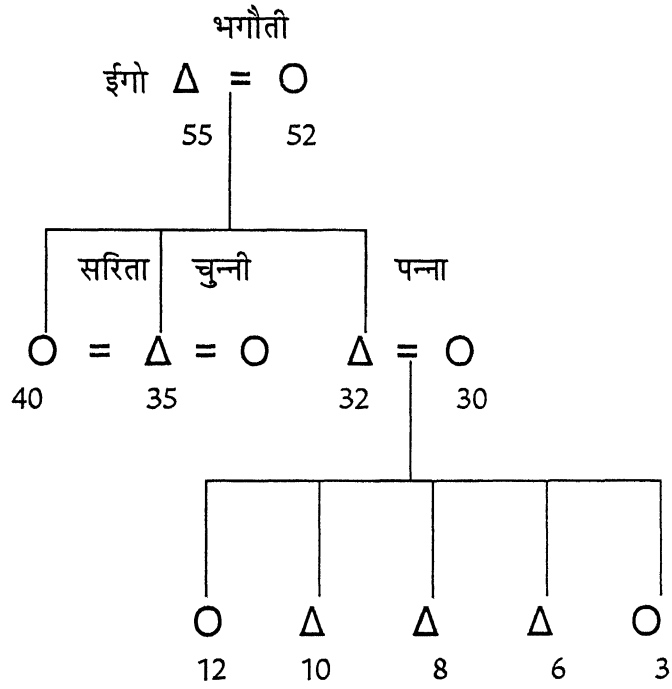 भगौती
ईगो Δ = O
55 52
सरिता चुन्नी पन्ना
O = Δ = O Δ = O
40 35 32 30
O Δ Δ Δ O
12 10 8 6 3